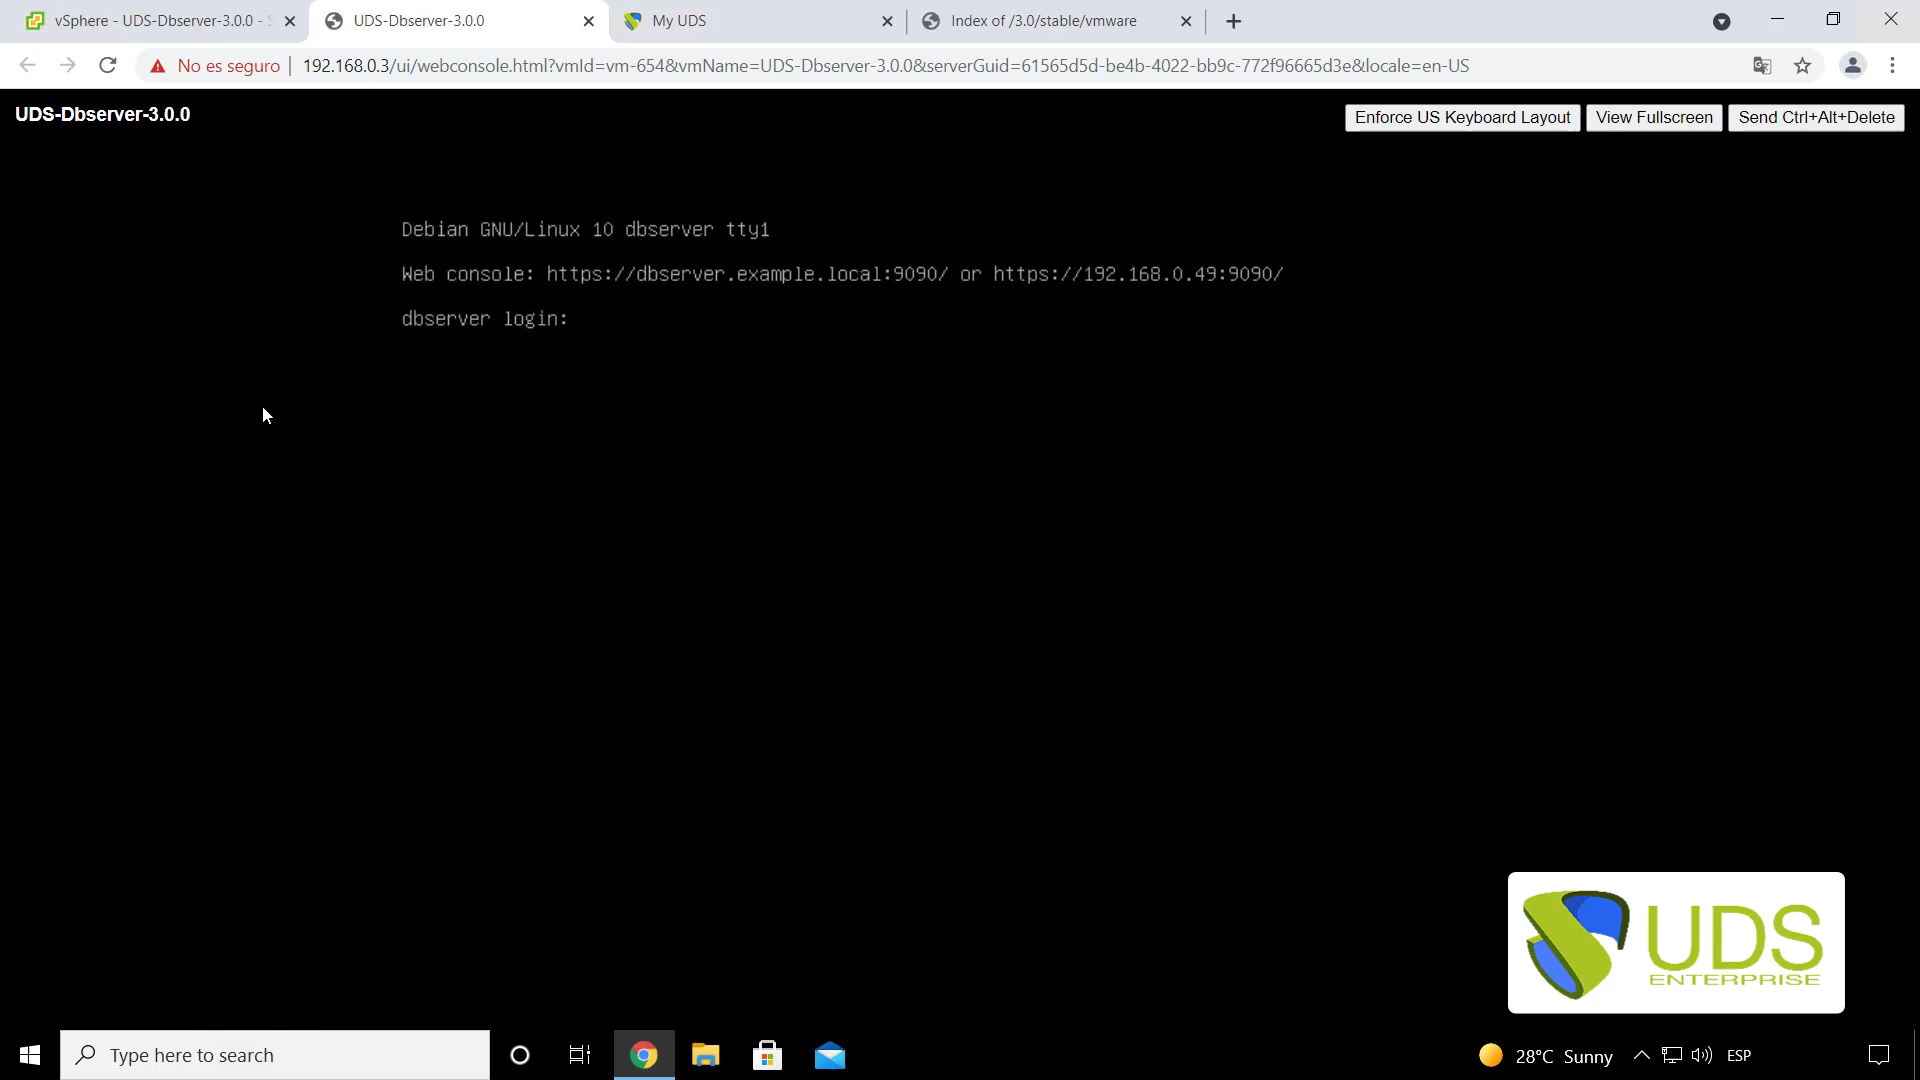 vSphere - UDS-Dbserver-3.0.0 -
UDS-Dbserver-3.0.0
My UDS
Index of /3.0/stable/vmware
No es seguro
192.168.0.3/ui/webconsole.html?vmId=vm-654&vmName=UDS-Dbserver-3.0.0&serverGuid=61565d5d-be4b-4022-bb9c-772f96665d3e&locale=en-US
UDS-Dbserver-3.0.0
Enforce US Keyboard Layout
View Fullscreen
Send Ctrl+Alt+Delete
Debian GNU/Linux 10 dbserver tty1
Web console: https://dbserver.example.local:9090/ or https://192.168.0.49:9090/
dbserver login:
UDS
ENTERPRISE
Type here to search
28°C Sunny
ESP